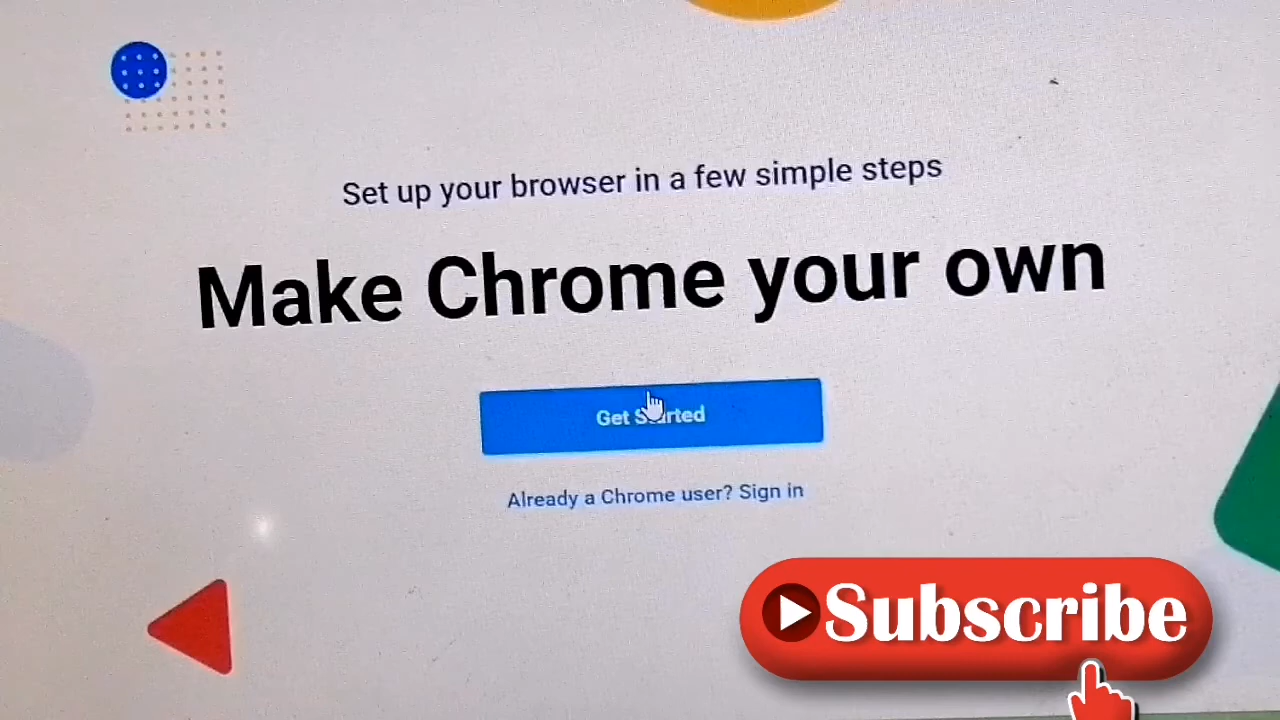 Set up your browser in a few simple steps
Make Chrome your own
Get Started
Already a Chrome user? Sign in
Subscribe